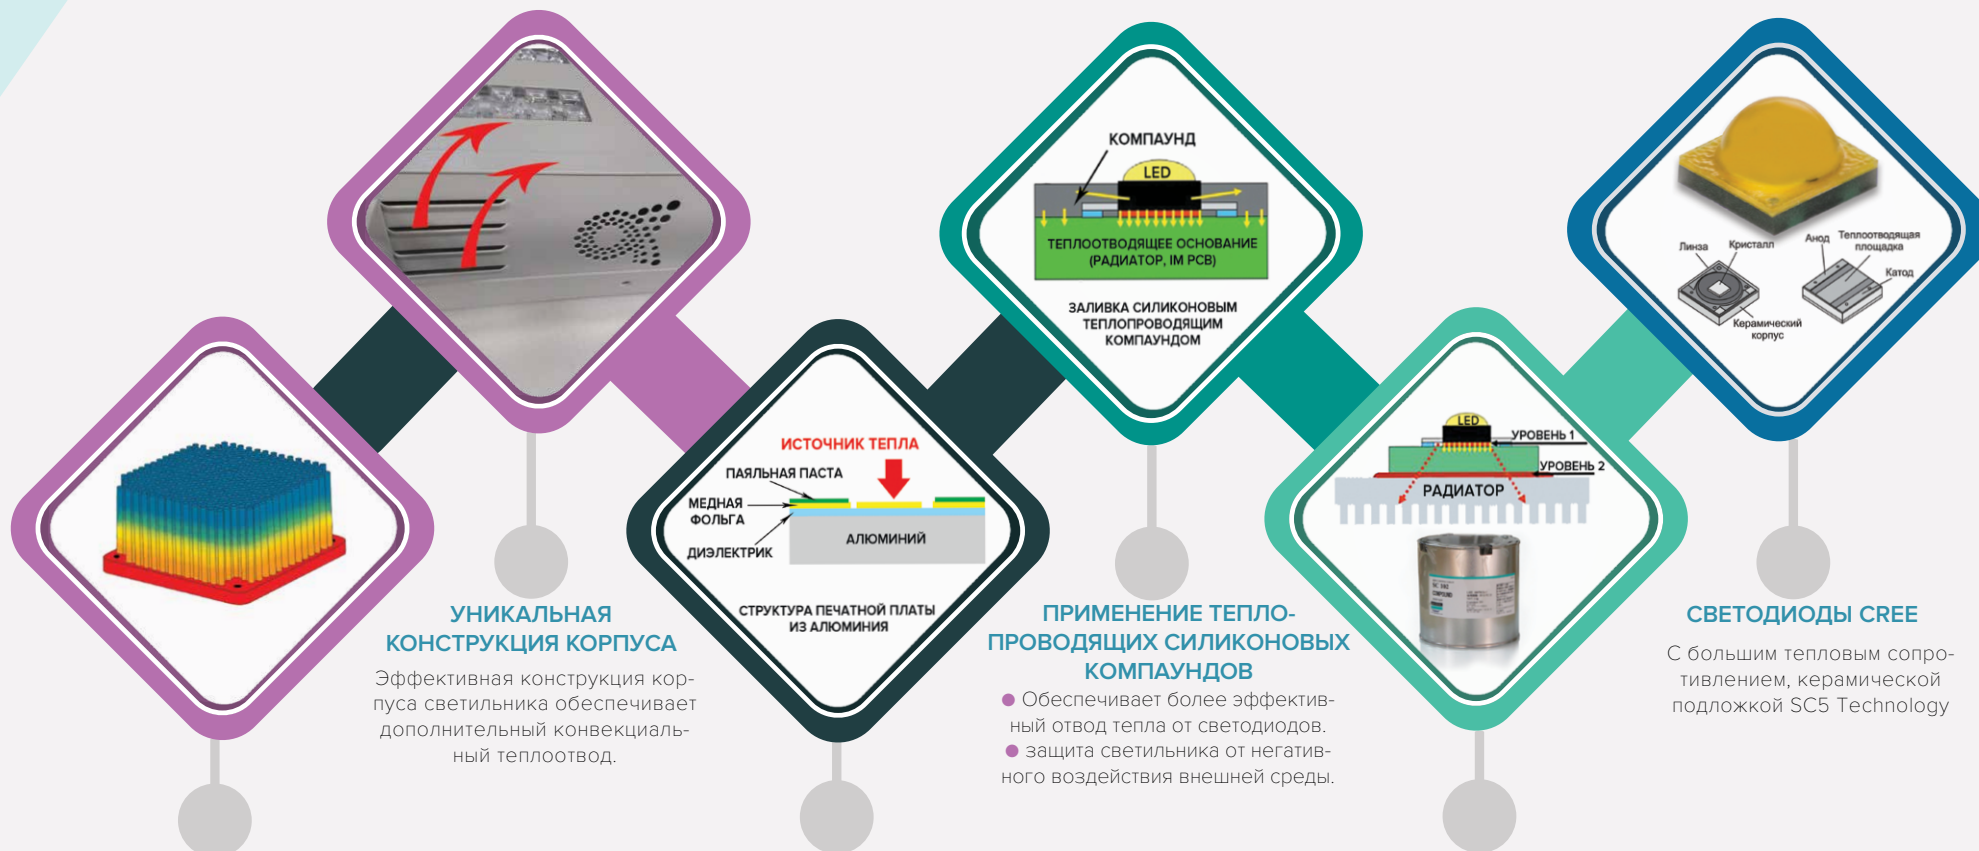 ИСТОЧНИК ТЕПЛА
ПАЯЛЬНАЯ ПАСТА
МЕДНАЯ
ФОЛЬГА
ДИЭЛЕКТРИК
АЛЮМИНИЙ
СТРУКТУРА ПЕЧАТНОЙ ПЛАТЫ
ИЗ АЛЮМИНИЯ
КОМПАУНД
LED
ТЕПЛООТВОДЯЩЕЕ ОСНОВАНИЕ
(РАДИАТОР, IM PCB)
ЗАЛИВКА СИЛИКОНОВЫМ
ТЕПЛОПРОВОДЯЩИМ
КОМПАУНДОМ
LED
УРОВЕНЬ 1
УРОВЕНЬ 2
РАДИАТОР
COMPOUND
Линза
Кристалл
Керамический
корпус
Анод
Теплоотводящая
площадка
Катод
УНИКАЛЬНАЯ
КОНСТРУКЦИЯ КОРПУСА
Эффективная конструкция кор-
пуса светильника обеспечивает
дополнительный конвекциаль-
ный теплоотвод.
ПРИМЕНЕНИЕ ТЕПЛО-
ПРОВОДЯЩИХ СИЛИКОНОВЫХ
КОМПАУНДОВ
● Обеспечивает более эффектив-
ный отвод тепла от светодиодов.
● защита светильника от негатив-
ного воздействия внешней среды.
СВЕТОДИОДЫ CREE
С большим тепловым сопро-
тивлением, керамической
подложкой SC5 Technology